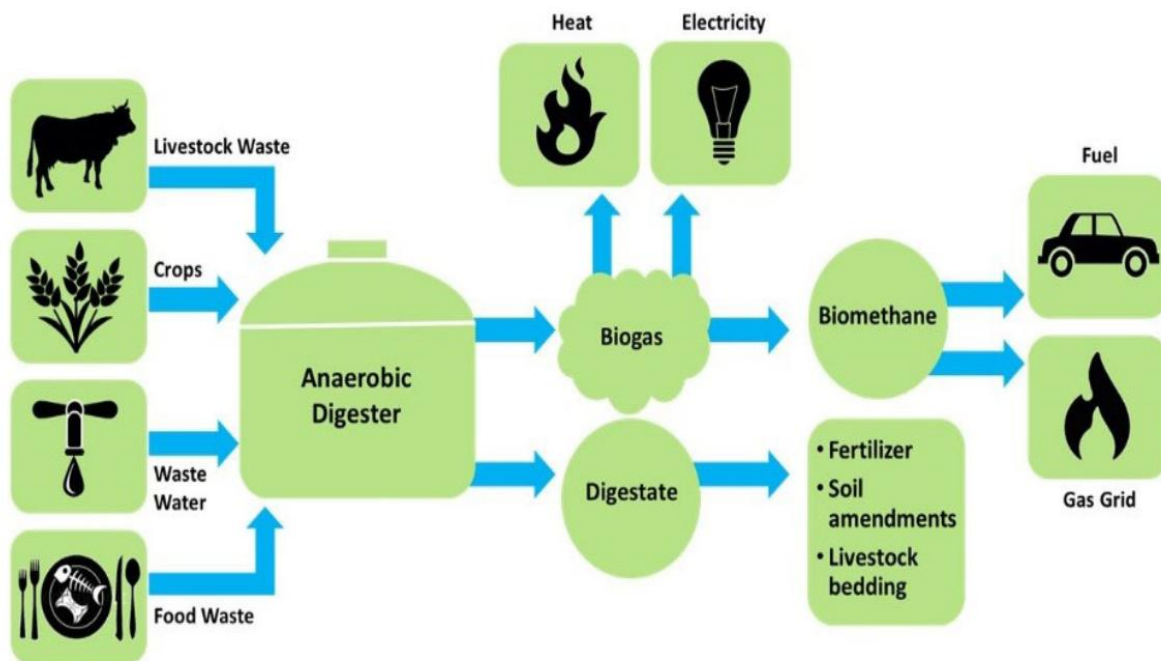 Heat
Electricity
Livestock Waste
Crops
Waste
Water
Food Waste
Anaerobic
Digester
Biogas
Digestate
Biomethane
• Fertilizer
• Soil
amendments
• Livestock
bedding
Fuel
Gas Grid